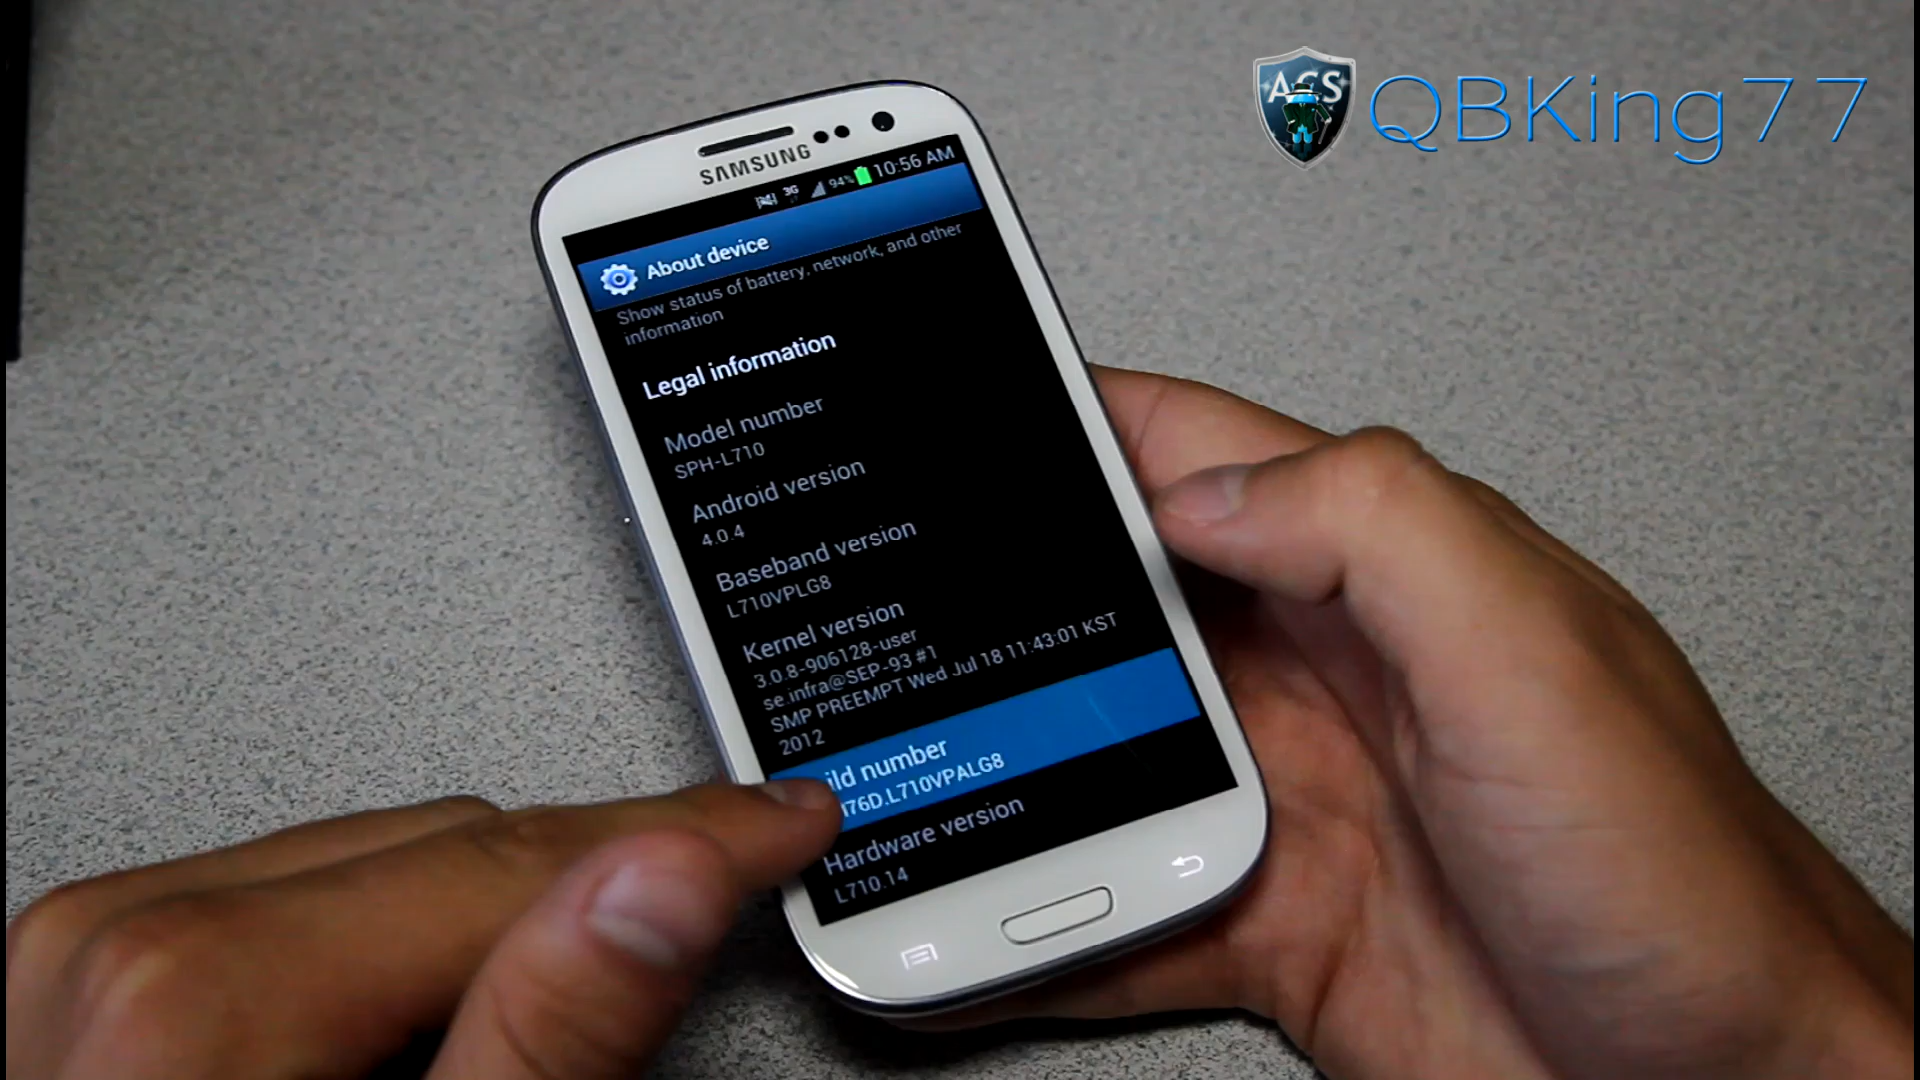 ACS
QBKing77
SAMSUNG
3G 94% 10:56 AM
About device
Show status of battery, network, and other
information
Legal information
Model number
SPH-L710
Android version
4.0.4
Baseband version
L710VPLG8
Kernel version
3.0.8-906128-user
se.infra@SEP-93 #1
SMP PREEMPT Wed Jul 18 11:43:01 KST
2012
ild number
76D.L710VPALG8
Hardware version
L710.14